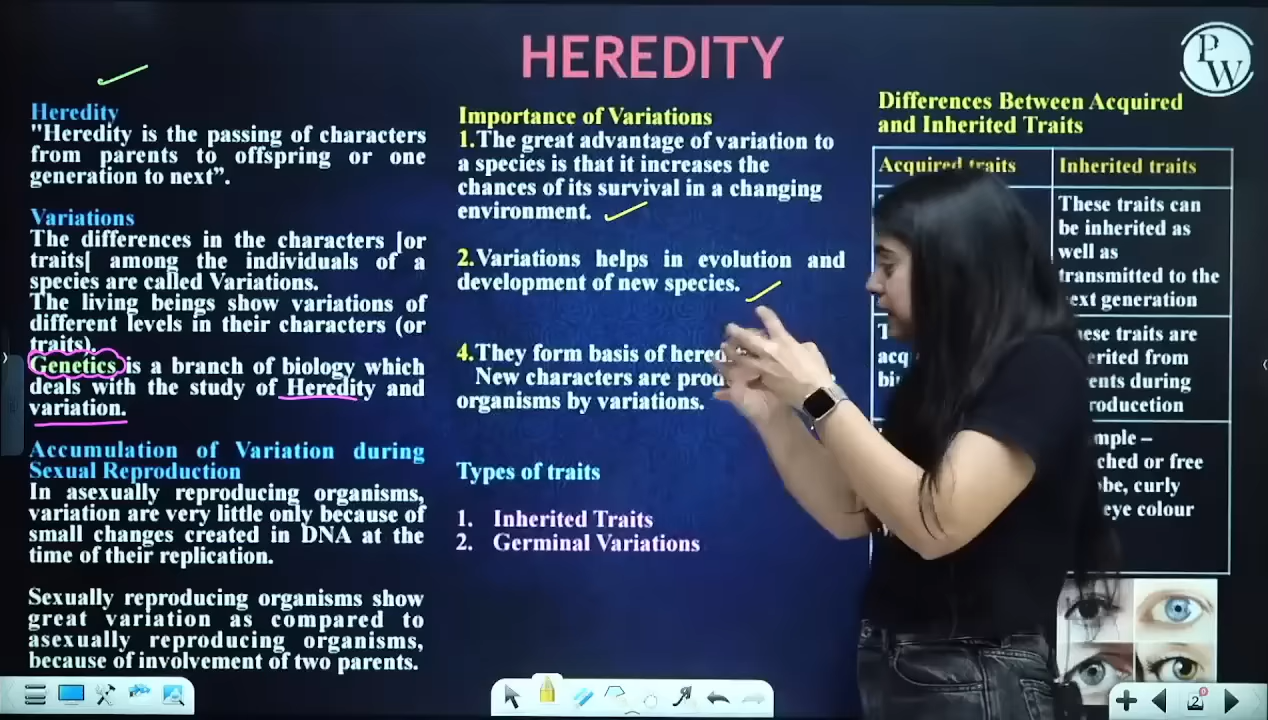 HEREDITY
PW
Heredity
"Heredity is the passing of characters
from parents to offspring or one
generation to next”.
Variations
The differences in the characters [or
traits[ among the individuals of a
species are called Variations.
The living beings show variations of
different levels in their characters (or
traits).
Genetics is a branch of biology which
deals with the study of Heredity and
variation.
Accumulation of Variation during
Sexual Reproduction
In asexually reproducing organisms,
variation are very little only because of
small changes created in DNA at the
time of their replication.
Sexually reproducing organisms show
great variation as compared to
asexually reproducing organisms,
because of involvement of two parents.
Importance of Variations
1.The great advantage of variation to
a species is that it increases the
chances of its survival in a changing
environment.
2.Variations helps in evolution and
development of new species.
4.They form basis of
New characters are
organisms by variations.
Types of traits
1. Inherited Traits
2. Germinal Variations
Differences Between Acquired
and Inherited Traits
Acquired traits
Inherited traits
These traits can
be inherited as
well as
transmitted to the
generation
traits are
from
during
or free
curly
eye colour
2